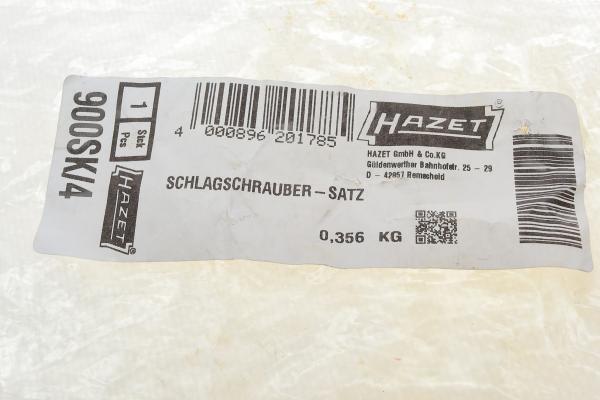 900SK/4
1
Stck
Pcs
HAZET
4 000896 201785
HAZET
HAZET GmbH & Co.KG
Güldenwerther Bahnhofstr. 25 - 29
D - 42857 Remscheid
SCHLAGSCHRAUBER-SATZ
0,356 KG